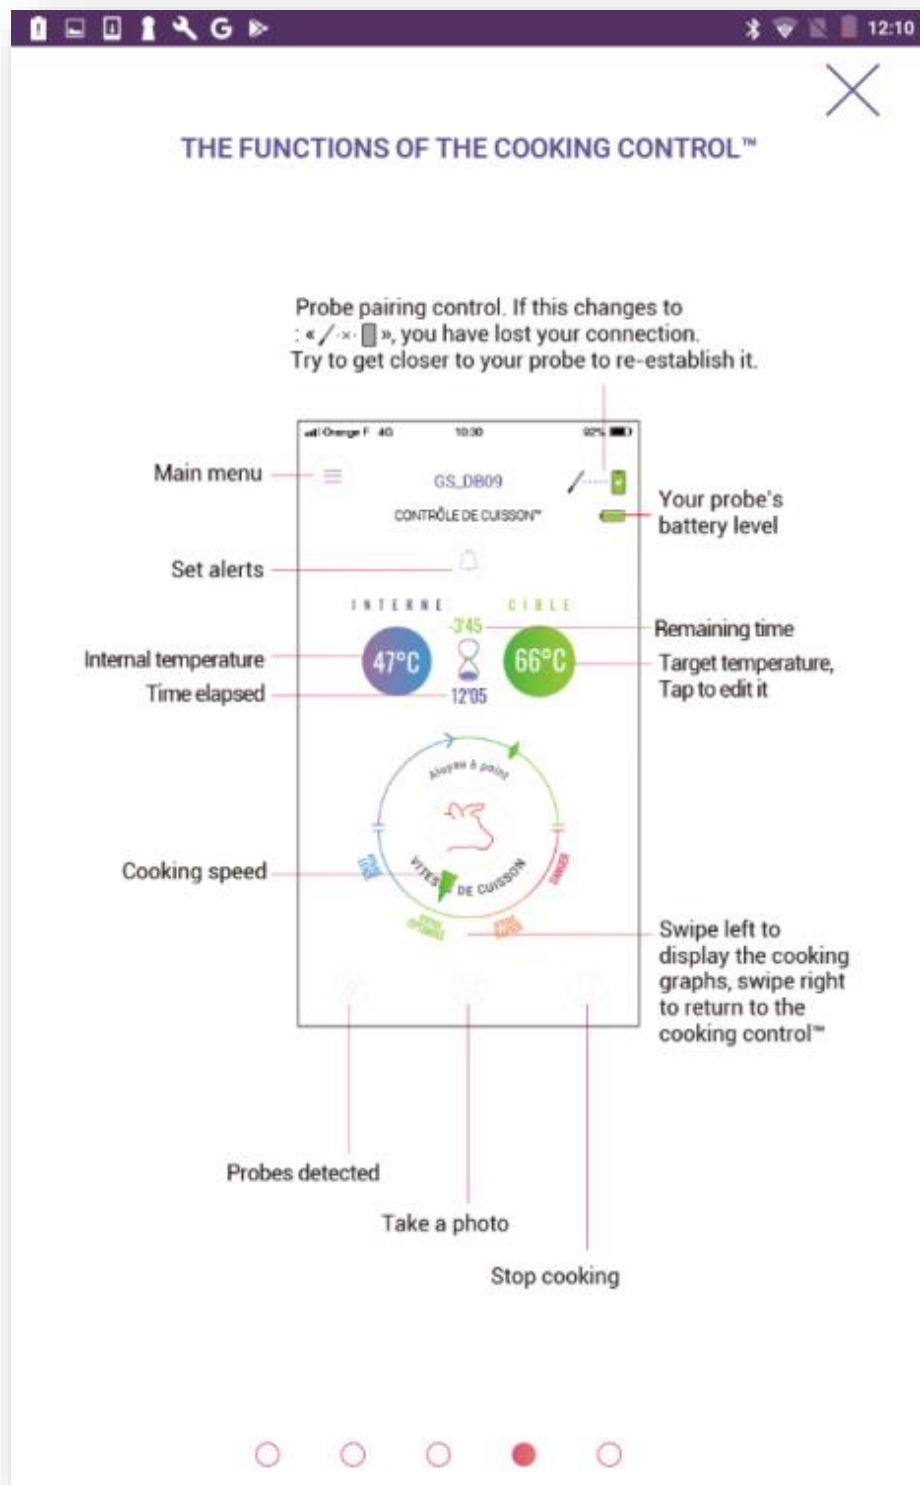 12:10
THE FUNCTIONS OF THE COOKING CONTROL™
Probe pairing control. If this changes to
: « », you have lost your connection.
Try to get closer to your probe to re-establish it.
Orange F 4G 10:30 92%
Main menu
GS_DB09
CONTRÔLE DE CUISSON™
Your probe's
battery level
Set alerts
INTERNE CIBLE
-3'45
Remaining time
Internal temperature
47°C
66°C
Target temperature,
Tap to edit it
Time elapsed
12'05
Aloyau à point
Cooking speed
DE CUISSON
DANGER
Swipe left to
display the cooking
graphs, swipe right
to return to the
cooking control™
Probes detected
Take a photo
Stop cooking